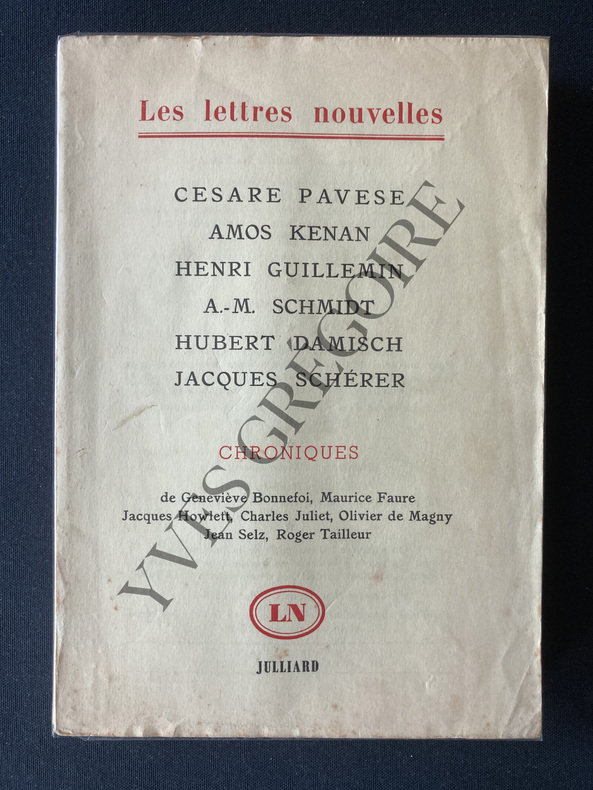 Les lettres nouvelles
CESARE PAVESE
AMOS KENAN
HENRI GUILLEMIN
A.-M. SCHMIDT
HUBERT DAMISCH
JACQUES SCHÉRER
CHRONIQUES
de Geneviève Bonnefoi, Maurice Faure
Jacques Howlett, Charles Juliet, Olivier de Magny
Jean Selz, Roger Tailleur
LN
JULLIARD
YVES GRÉGOIRE